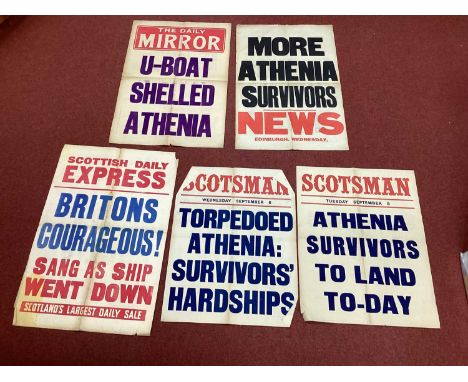 THE DAILY
MIRROR
U-BOAT
SHELLED
ATHENIA
MORE
ATHENIA
SURVIVORS
NEWS
EDINBURGH, WEDNESDAY.
SCOTTISH DAILY
EXPRESS
BRITONS
COURAGEOUS!
SANG AS SHIP
WENT DOWN
SCOTLAND'S LARGEST DAILY SALE
SCOTSMAN
WEDNESDAY SEPTEMBER 6
TORPEDOED
ATHENIA:
SURVIVORS'
HARDSHIPS
SCOTSMAN
TUESDAY SEPTEMBER 5
ATHENIA
SURVIVORS
TO LAND
TO-DAY